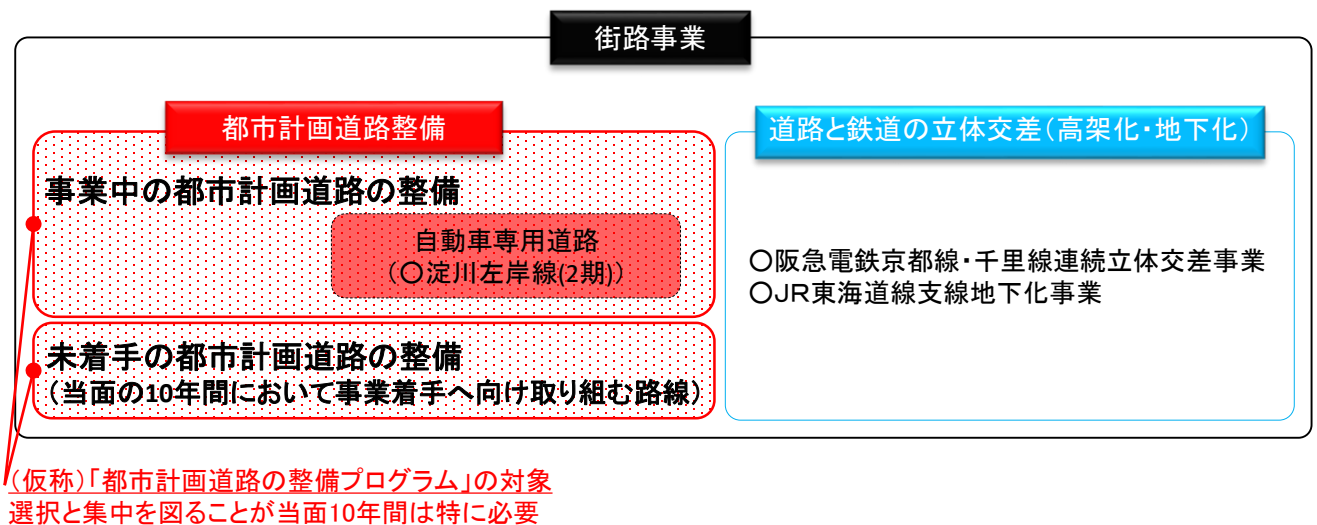 街路事業
都市計画道路整備
事業中の都市計画道路の整備
自動車専用道路
(○淀川左岸線(2期))
未着手の都市計画道路の整備
(当面の10年間において事業着手へ向け取り組む路線)
道路と鉄道の立体交差(高架化・地下化)
○阪急電鉄京都線・千里線連続立体交差事業
○JR東海道線支線地下化事業
(仮称)「都市計画道路の整備プログラム」の対象
選択と集中を図ることが当面10年間は特に必要